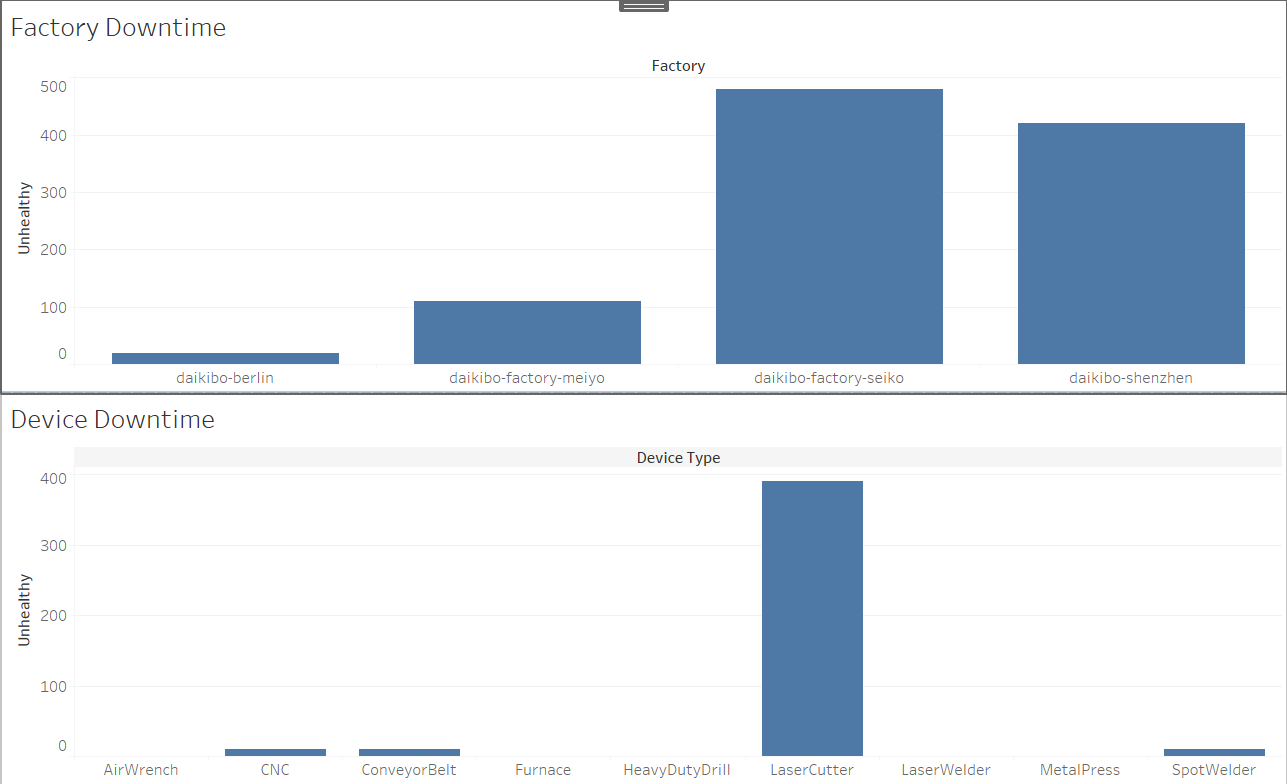 Factory Downtime
Factory
500
400
300
200
100
0
Unhealthy
daikibo-berlin daikibo-factory-meiyo daikibo-factory-seiko daikibo-shenzhen
Device Downtime
Device Type
400
300
200
100
0
Unhealthy
AirWrench CNC ConveyorBelt Furnace HeavyDutyDrill LaserCutter LaserWelder MetalPress SpotWelder